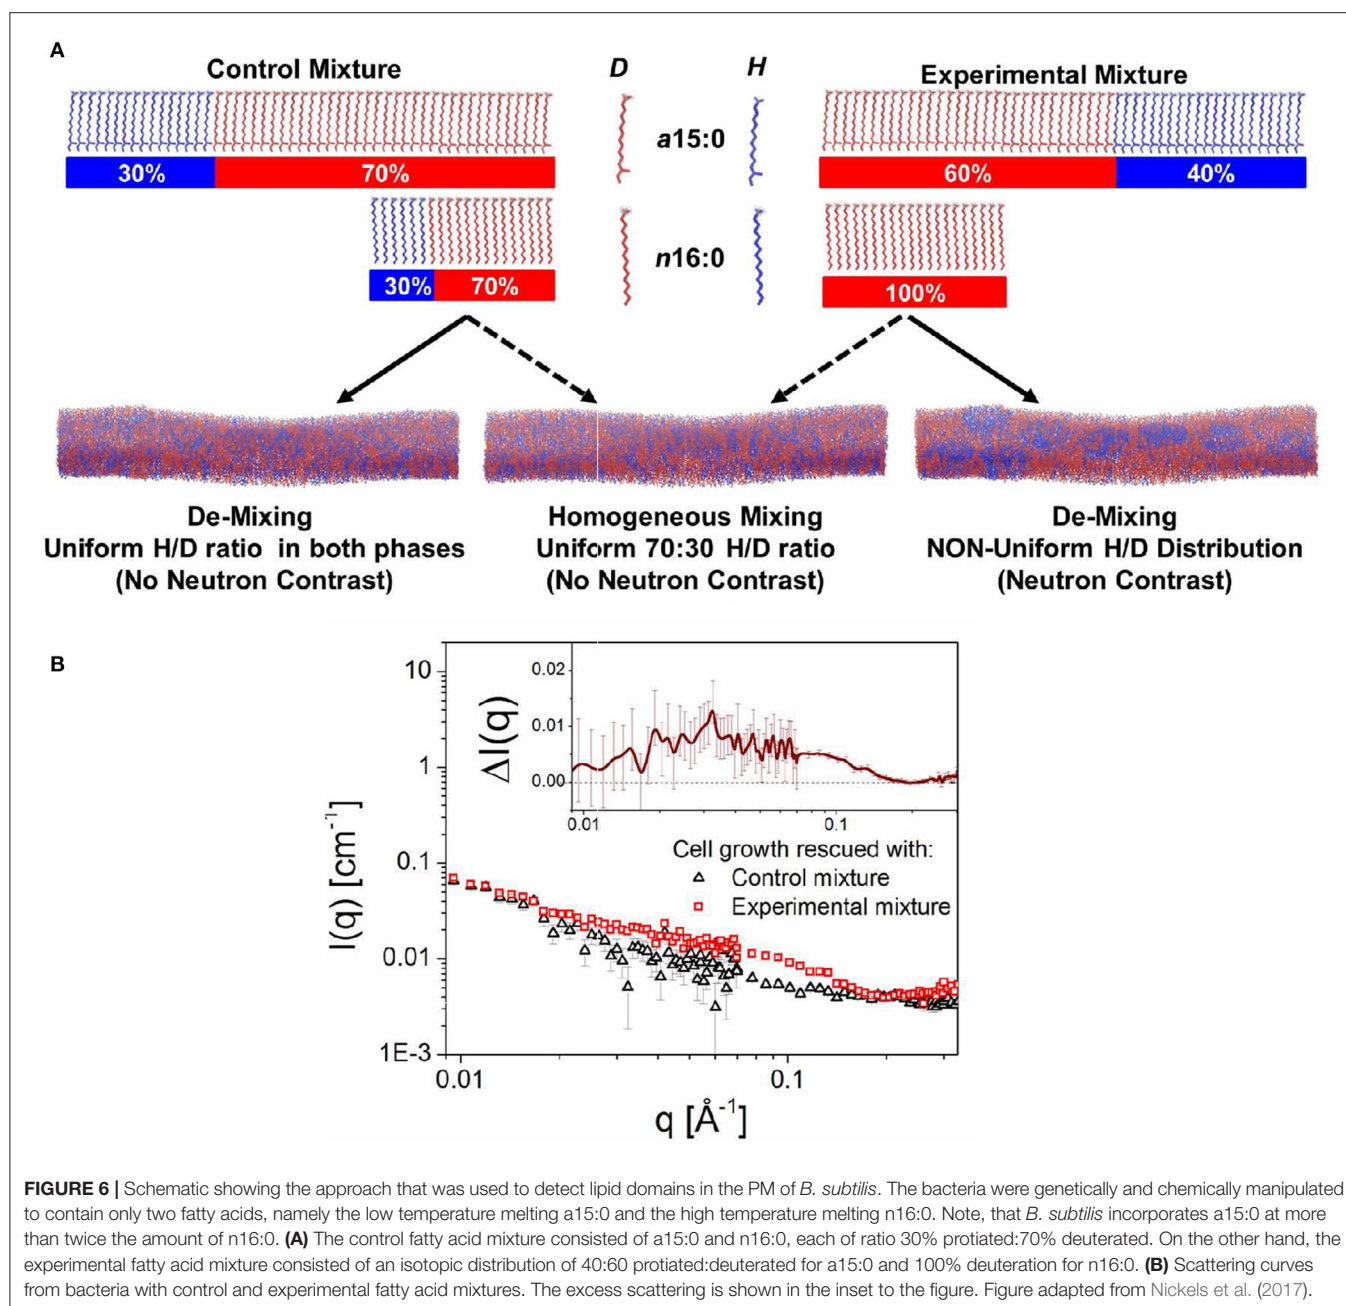 A
Control Mixture
D
H
Experimental Mixture
a15:0
30%
70%
60%
40%
n16:0
30%
70%
100%
De-Mixing
Uniform H/D ratio in both phases
(No Neutron Contrast)
Homogeneous Mixing
Uniform 70:30 H/D ratio
(No Neutron Contrast)
De-Mixing
NON-Uniform H/D Distribution
(Neutron Contrast)
B
10
1
0.1
0.01
1E-3
I(q) [cm⁻¹]
0.02
0.01
0.00
ΔI(q)
0.01
0.1
Cell growth rescued with:
Control mixture
Experimental mixture
0.01
0.1
q [Å⁻¹]
FIGURE 6 | Schematic showing the approach that was used to detect lipid domains in the PM of B. subtilis. The bacteria were genetically and chemically manipulated
to contain only two fatty acids, namely the low temperature melting a15:0 and the high temperature melting n16:0. Note, that B. subtilis incorporates a15:0 at more
than twice the amount of n16:0. (A) The control fatty acid mixture consisted of a15:0 and n16:0, each of ratio 30% protiated:70% deuterated. On the other hand, the
experimental fatty acid mixture consisted of an isotopic distribution of 40:60 protiated:deuterated for a15:0 and 100% deuteration for n16:0. (B) Scattering curves
from bacteria with control and experimental fatty acid mixtures. The excess scattering is shown in the inset to the figure. Figure adapted from Nickels et al. (2017).